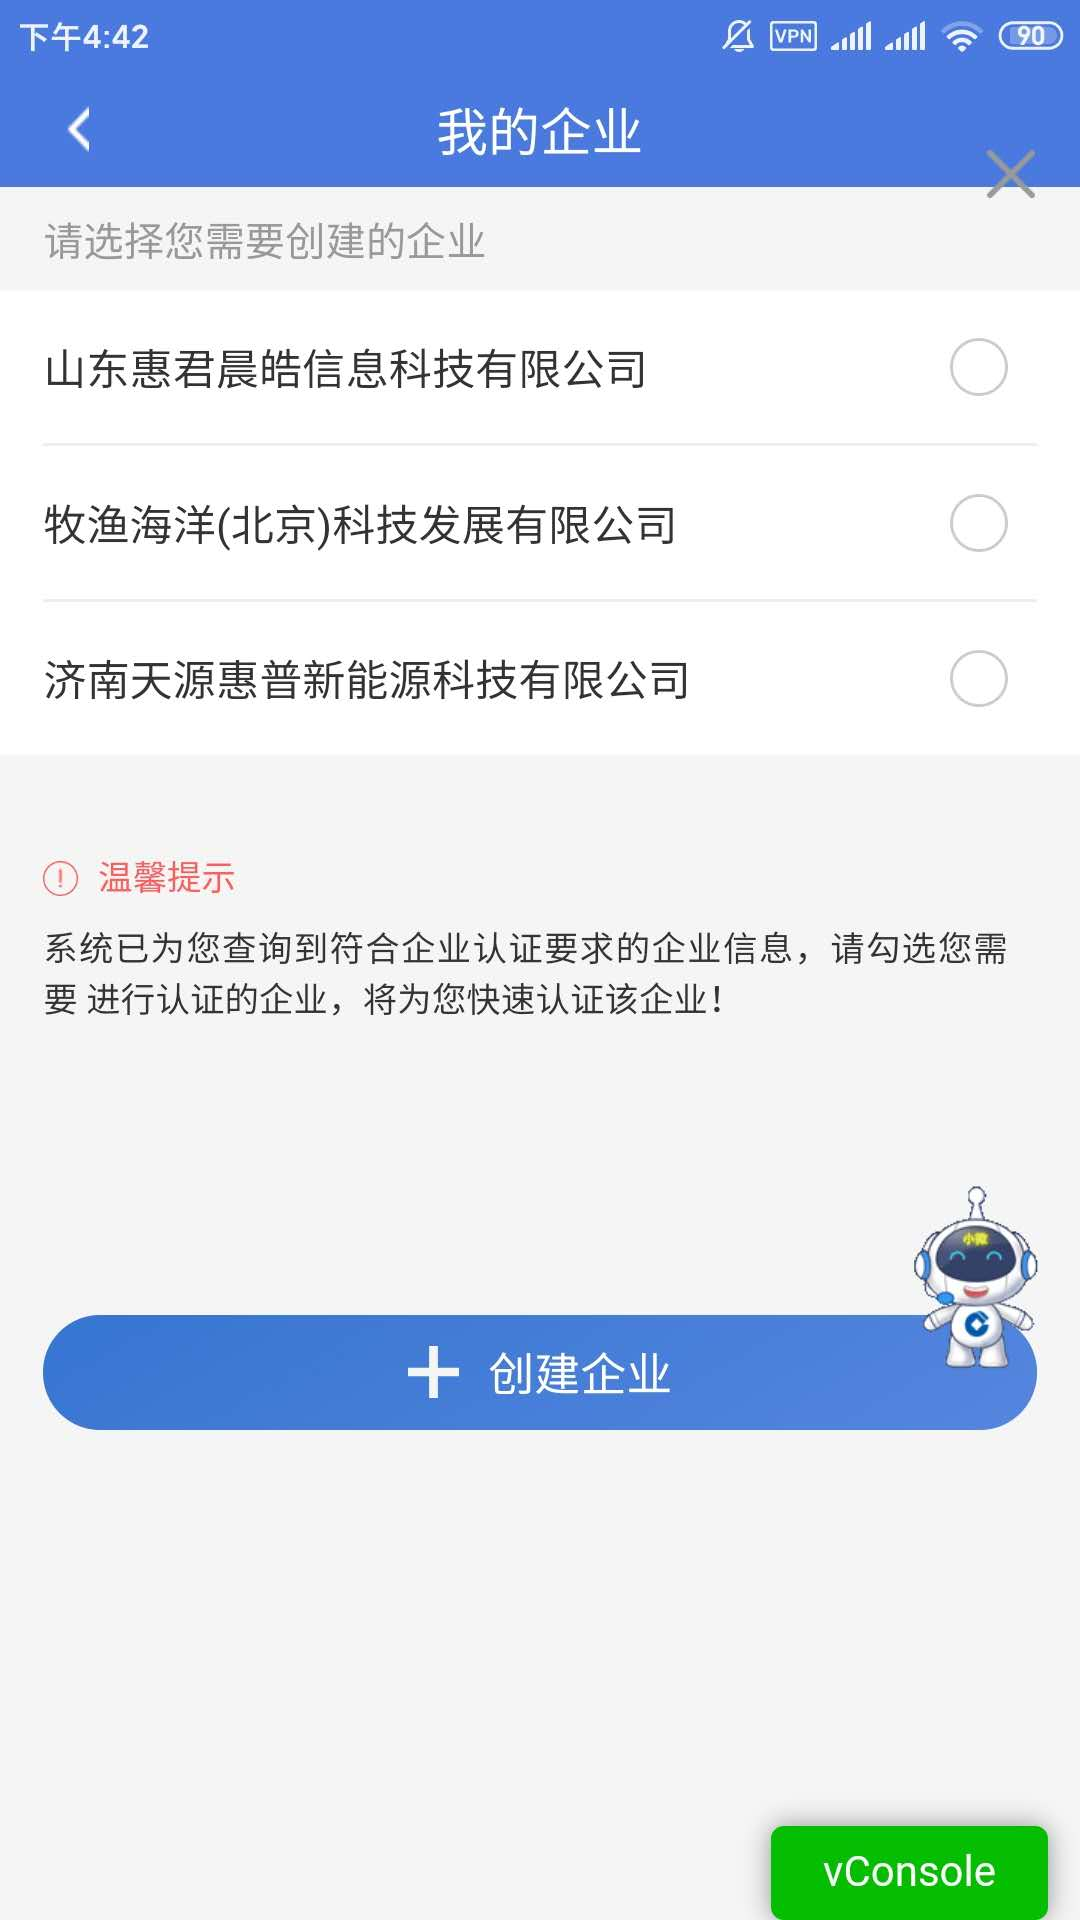 下午4:42
VPN
90
我的企业
请选择您需要创建的企业
山东惠君晨皓信息科技有限公司
牧渔海洋(北京)科技发展有限公司
济南天源惠普新能源科技有限公司
温馨提示
系统已为您查询到符合企业认证要求的企业信息，请勾选您需
要 进行认证的企业，将为您快速认证该企业！
小微
创建企业
vConsole